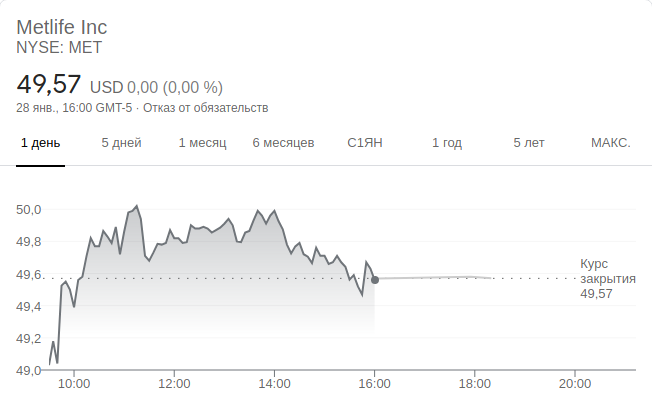 Metlife Inc
NYSE: MET
49,57 USD 0,00 (0,00 %)
28 янв., 16:00 GMT-5 · Отказ от обязательств
1 день 5 дней 1 месяц 6 месяцев С1ЯН 1 год 5 лет МАКС.
50,0
49,8
49,6
49,4
49,2
49,0
Курс
закрытия
49,57
10:00 12:00 14:00 16:00 18:00 20:00